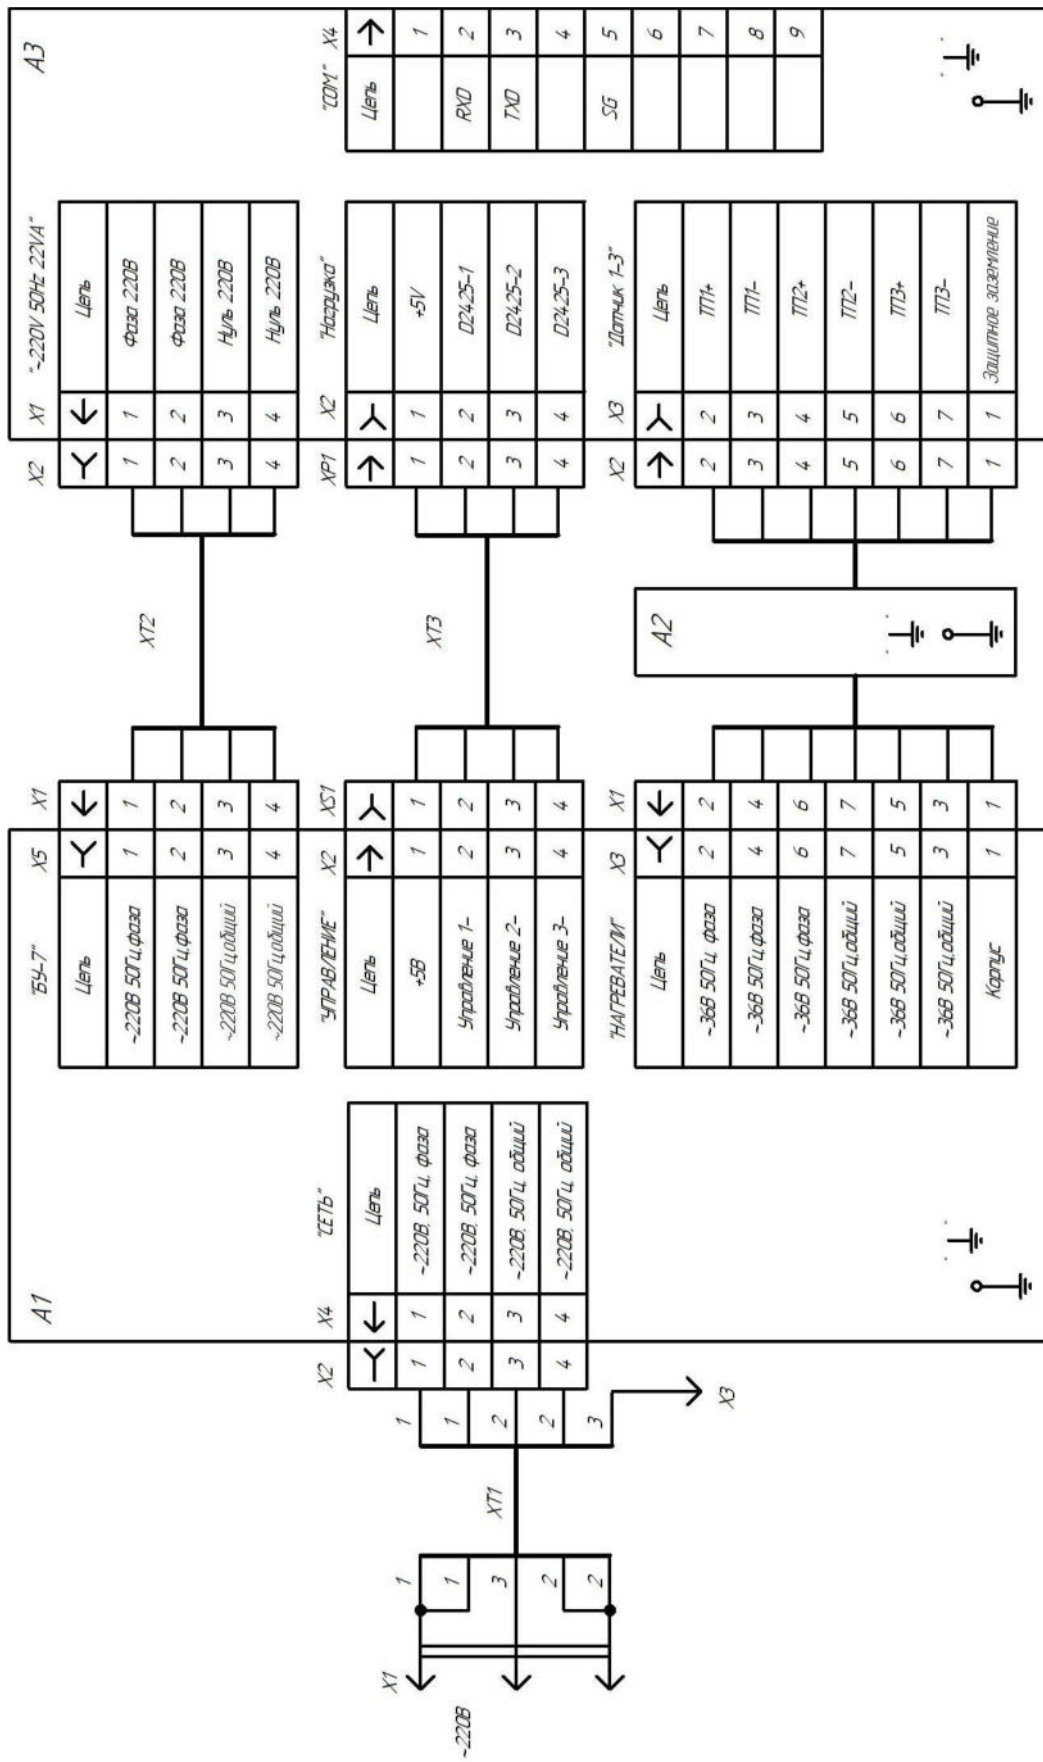 A1
"БУ-7" X5 X1
Цепь
~220В 50Гц,фаза 1 1
~220В 50Гц,фаза 2 2
~220В 50Гц,общий 3 3
~220В 50Гц,общий 4 4
XT2
X2 X1 "~220V 50Hz 22VA"
Цепь
1 1 Фаза 220В
2 2 Фаза 220В
3 3 Нуль 220В
4 4 Нуль 220В
A3
~220В
X1
1
1
3
2
2
XT1
1
1
2
2
3
X3
X2 X4 "СЕТЬ"
Цепь
1 1 ~220В, 50Гц, фаза
2 2 ~220В, 50Гц, фаза
3 3 ~220В, 50Гц, общий
4 4 ~220В, 50Гц, общий
"УПРАВЛЕНИЕ" X2 XS1
Цепь
+5В 1 1
Управление 1- 2 2
Управление 2- 3 3
Управление 3- 4 4
XT3
XP1 X2 "Нагрузка"
Цепь
1 1 +5V
2 2 D2425-1
3 3 D2425-2
4 4 D2425-3
"COM" X4
Цепь
1
RXD 2
TXD 3
4
SG 5
6
7
8
9
"НАГРЕВАТЕЛИ" X3 X1
Цепь
~36В 50Гц, фаза 2 2
~36В 50Гц,фаза 4 4
~36В 50Гц,фаза 6 6
~36В 50Гц,общий 7 7
~36В 50Гц,общий 5 5
~36В 50Гц,общий 3 3
Корпус 1 1
A2
X2 X3 "Датчик 1-3"
Цепь
2 2 ТП1+
3 3 ТП1-
4 4 ТП2+
5 5 ТП2-
6 6 ТП3+
7 7 ТП3-
1 1 Защитное заземление